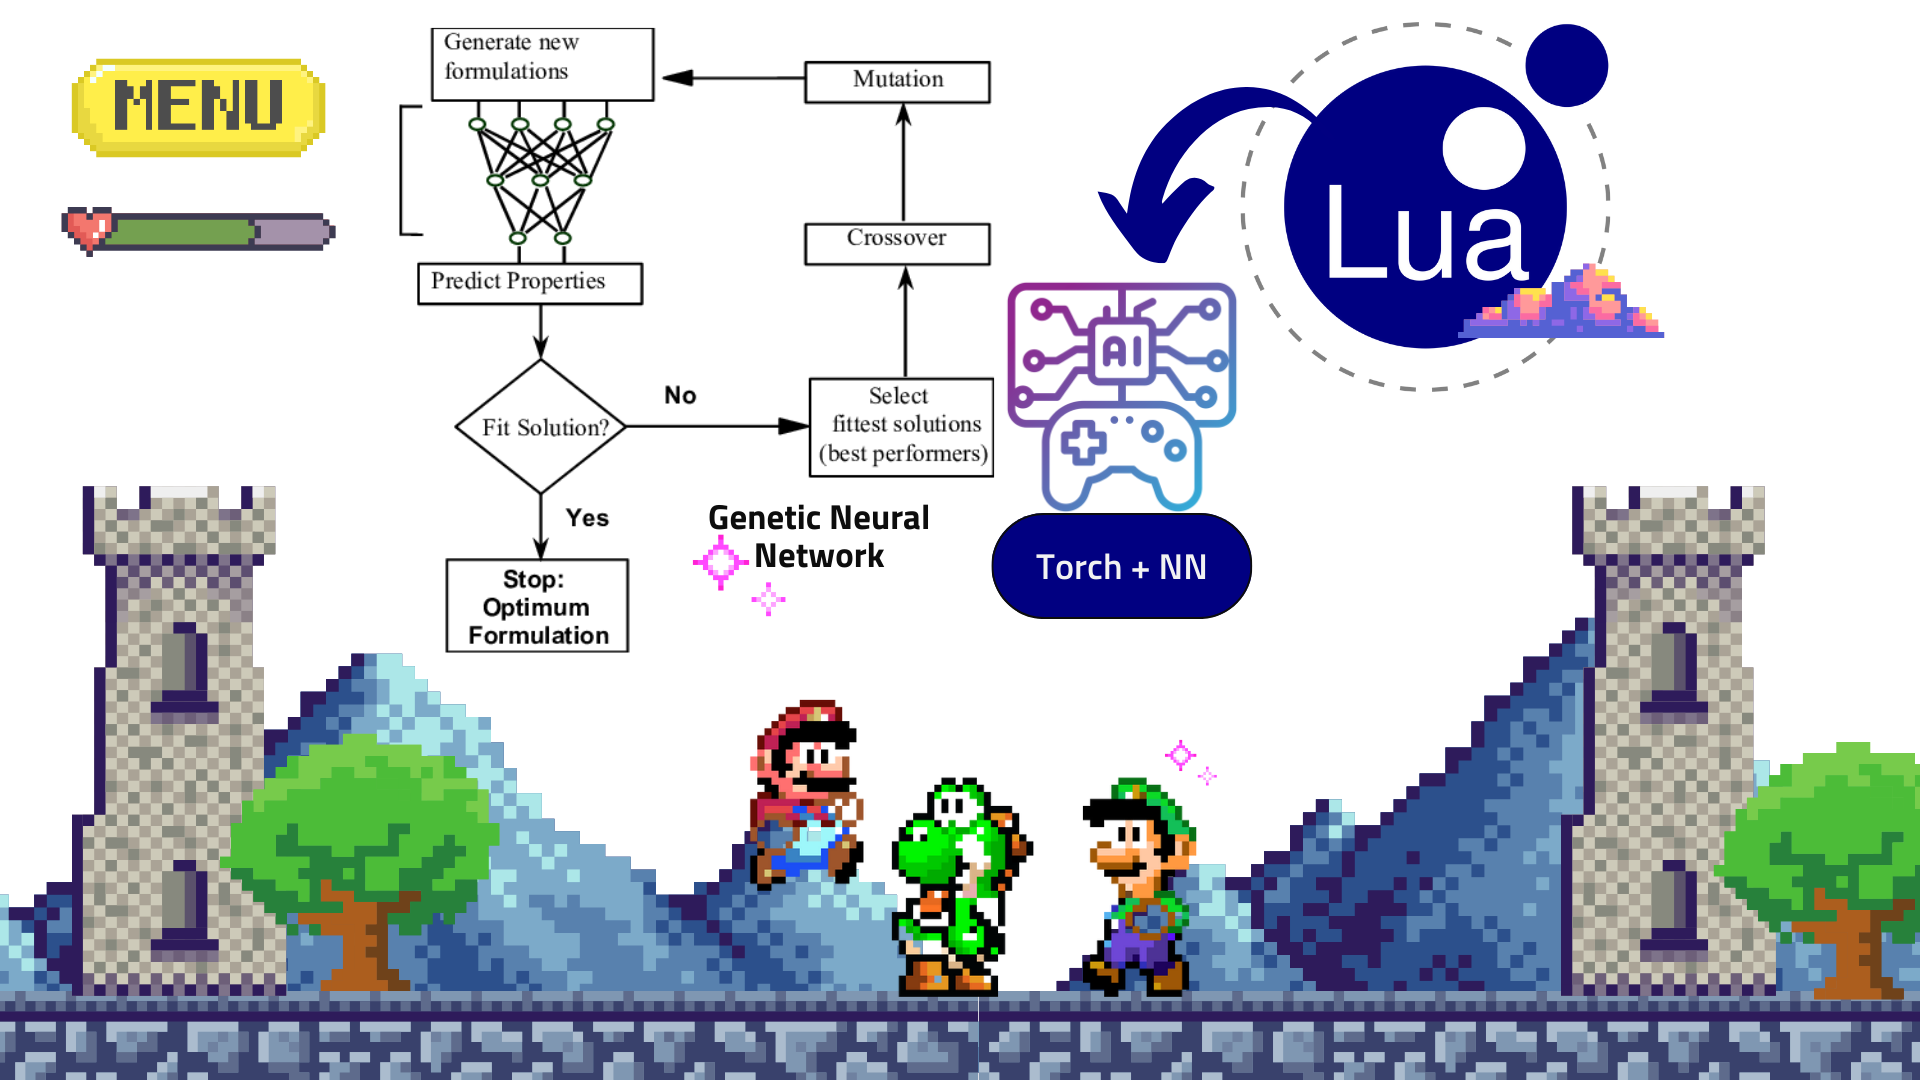 MENU
Generate new
formulations
Predict Properties
Fit Solution?
No
Yes
Stop:
Optimum
Formulation
Select
fittest solutions
(best performers)
Crossover
Mutation
Genetic Neural
Network
AI
Torch + NN
Lua